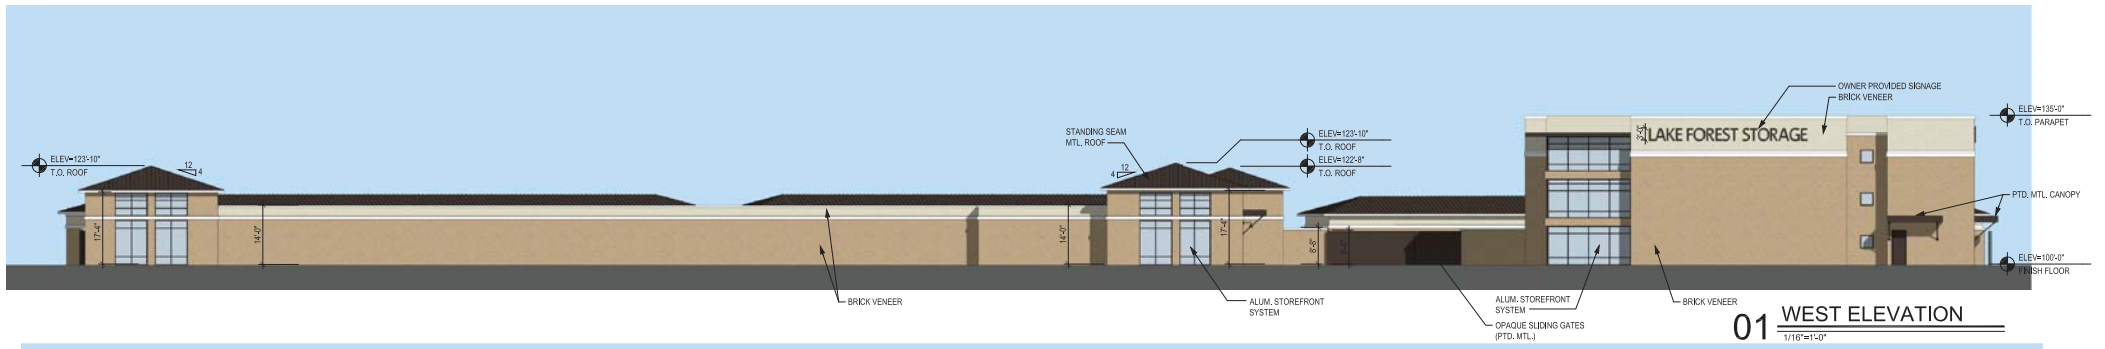 OWNER PROVIDED SIGNAGE
BRICK VENEER
ELEV=135'-0"
T.O. PARAPET
3'-0"
LAKE FOREST STORAGE
STANDING SEAM
MTL. ROOF
ELEV=123'-10"
T.O. ROOF
ELEV=122'-8"
T.O. ROOF
ELEV=123'-10"
T.O. ROOF
12
4
12
4
PTD. MTL. CANOPY
17'-4"
14'-0"
14'-0"
17'-4"
8'-8"
ELEV=100'-0"
FINISH FLOOR
BRICK VENEER
ALUM. STOREFRONT
SYSTEM
ALUM. STOREFRONT
SYSTEM
OPAQUE SLIDING GATES
(PTD. MTL.)
BRICK VENEER
01 WEST ELEVATION
1/16"=1'-0"